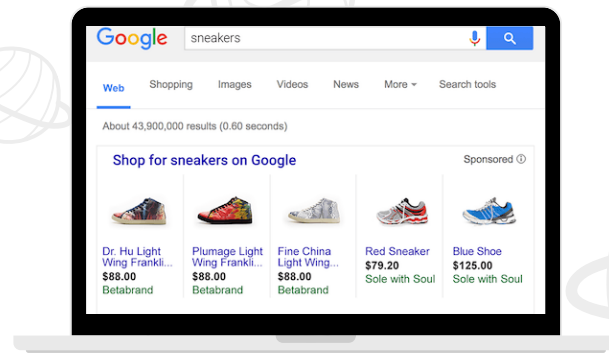 Google sneakers
Web Shopping Images Videos News More Search tools
About 43,900,000 results (0.60 seconds)
Shop for sneakers on Google Sponsored
Dr. Hu Light
Wing Frankli...
$88.00
Betabrand
Plumage Light
Wing Frankli...
$88.00
Betabrand
Fine China
Light Wing...
$88.00
Betabrand
Red Sneaker
$79.20
Sole with Soul
Blue Shoe
$125.00
Sole with Soul